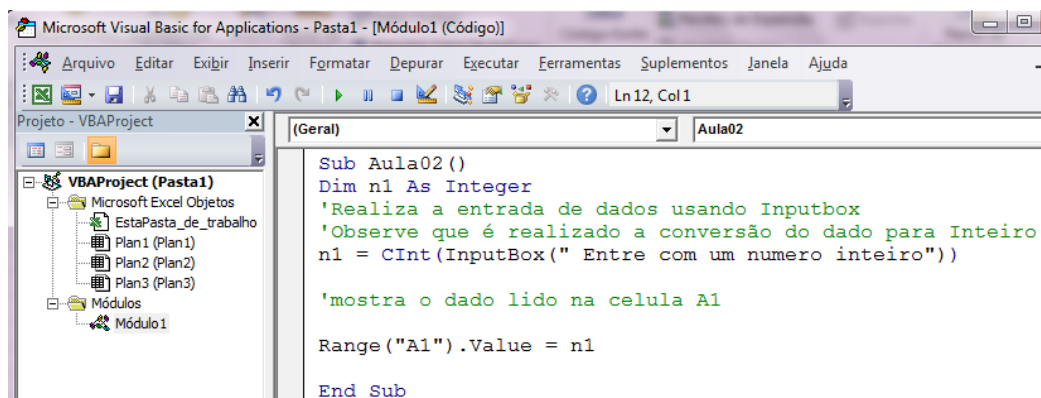 Microsoft Visual Basic for Applications - Pasta1 - [Módulo1 (Código)]
Arquivo Editar Exibir Inserir Formatar Depurar Executar Ferramentas Suplementos Janela Ajuda
Ln 12, Col 1
Projeto - VBAProject
(Geral)
Aula02
VBAProject (Pasta1)
Microsoft Excel Objetos
EstaPasta_de_trabalho
Plan1 (Plan1)
Plan2 (Plan2)
Plan3 (Plan3)
Módulos
Módulo1
Sub Aula02()
Dim n1 As Integer
'Realiza a entrada de dados usando Inputbox
'Observe que é realizado a conversão do dado para Inteiro
n1 = CInt(InputBox(" Entre com um numero inteiro"))
'mostra o dado lido na celula A1
Range("A1").Value = n1
End Sub